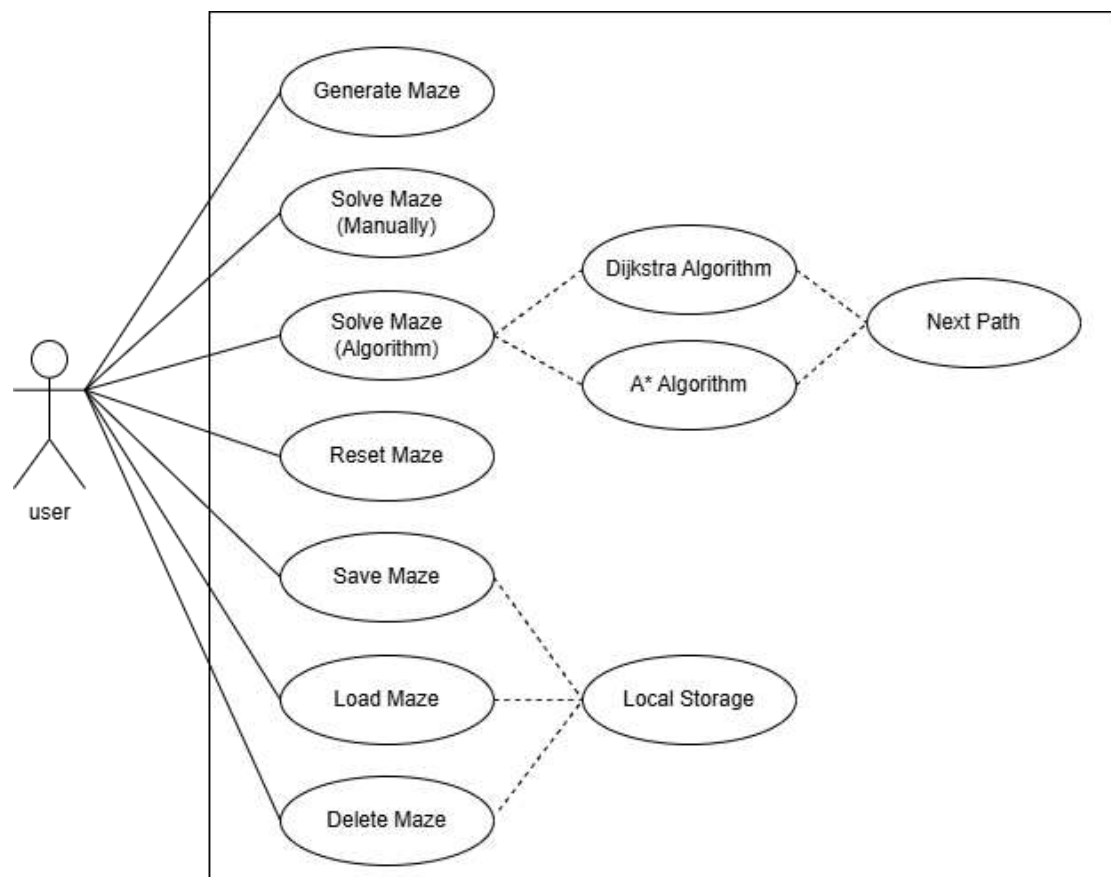 Generate Maze
Solve Maze
(Manually)
Dijkstra Algorithm
Solve Maze
(Algorithm)
Next Path
A* Algorithm
Reset Maze
user
Save Maze
Load Maze
Local Storage
Delete Maze